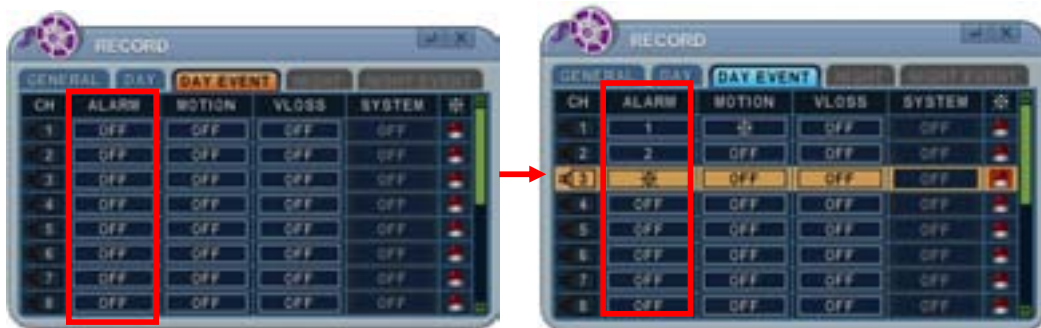 RECORD
GENERAL DAY DAY EVENT NIGHT NIGHT EVENT
CH ALARM MOTION VLOSS SYSTEM
1 OFF OFF OFF OFF
2 OFF OFF OFF OFF
3 OFF OFF OFF OFF
4 OFF OFF OFF OFF
5 OFF OFF OFF OFF
6 OFF OFF OFF OFF
7 OFF OFF OFF OFF
8 OFF OFF OFF OFF
RECORD
GENERAL DAY DAY EVENT NIGHT NIGHT EVENT
CH ALARM MOTION VLOSS SYSTEM
1 1 OFF OFF
2 2 OFF OFF OFF
3 OFF OFF OFF
4 OFF OFF OFF OFF
5 OFF OFF OFF OFF
6 OFF OFF OFF OFF
7 OFF OFF OFF OFF
8 OFF OFF OFF OFF